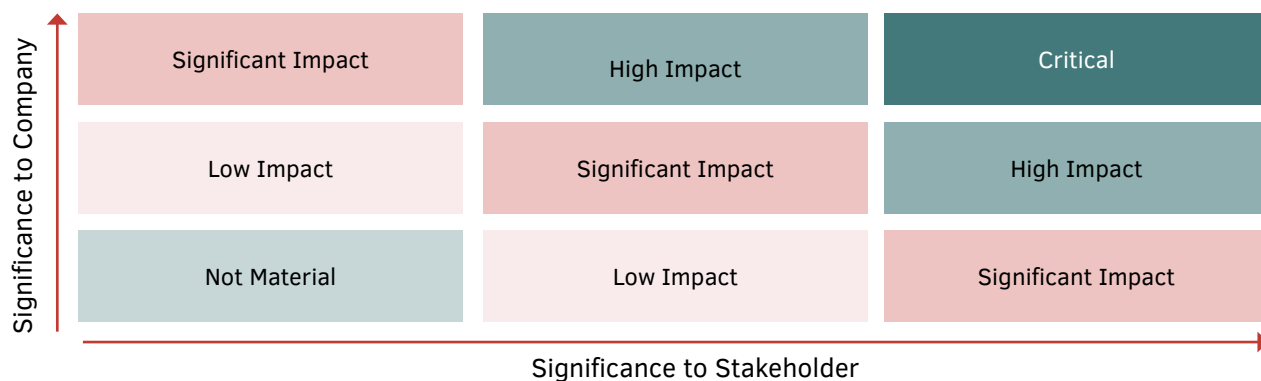 Significance to Company
Significant Impact
High Impact
Critical
Low Impact
Significant Impact
High Impact
Not Material
Low Impact
Significant Impact
Significance to Stakeholder